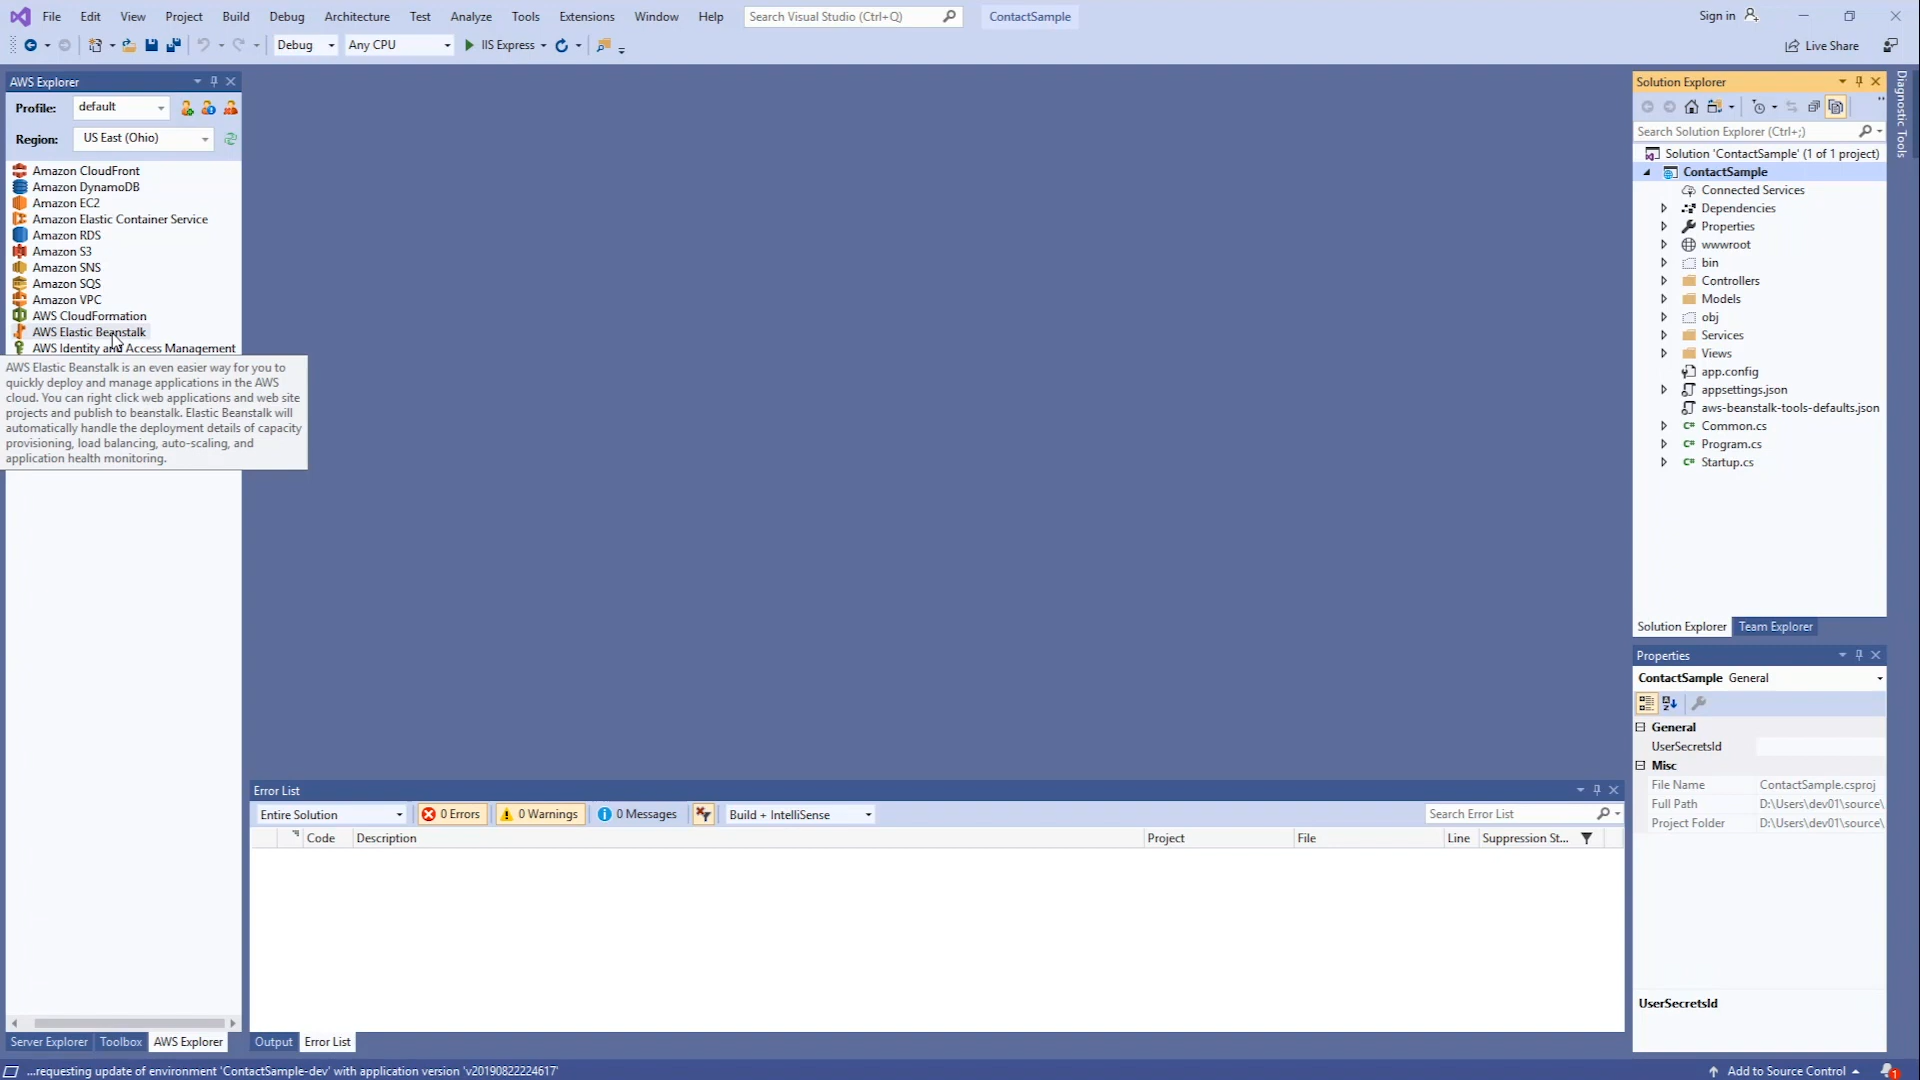 File Edit View Project Build Debug Architecture Test Analyze Tools Extensions Window Help Search Visual Studio (Ctrl+Q) ContactSample Sign in
Debug Any CPU IIS Express Live Share
AWS Explorer
Profile: default
Region: US East (Ohio)
Amazon CloudFront
Amazon DynamoDB
Amazon EC2
Amazon Elastic Container Service
Amazon RDS
Amazon S3
Amazon SNS
Amazon SQS
Amazon VPC
AWS CloudFormation
AWS Elastic Beanstalk
AWS Identity and Access Management
AWS Elastic Beanstalk is an even easier way for you to
quickly deploy and manage applications in the AWS
cloud. You can right click web applications and web site
projects and publish to beanstalk. Elastic Beanstalk will
automatically handle the deployment details of capacity
provisioning, load balancing, auto-scaling, and
application health monitoring.
Server Explorer Toolbox AWS Explorer
Error List
Entire Solution 0 Errors 0 Warnings 0 Messages Build + IntelliSense Search Error List
Code Description Project File Line Suppression St...
Output Error List
Solution Explorer
Search Solution Explorer (Ctrl+;)
Solution 'ContactSample' (1 of 1 project)
ContactSample
Connected Services
Dependencies
Properties
wwwroot
bin
Controllers
Models
obj
Services
Views
app.config
appsettings.json
aws-beanstalk-tools-defaults.json
C# Common.cs
C# Program.cs
C# Startup.cs
Solution Explorer Team Explorer
Properties
ContactSample General
General
UserSecretsId
Misc
File Name ContactSample.csproj
Full Path D:\Users\dev01\source\
Project Folder D:\Users\dev01\source\
UserSecretsId
Diagnostic Tools
...requesting update of environment 'ContactSample-dev' with application version 'v20190822224617' Add to Source Control 1